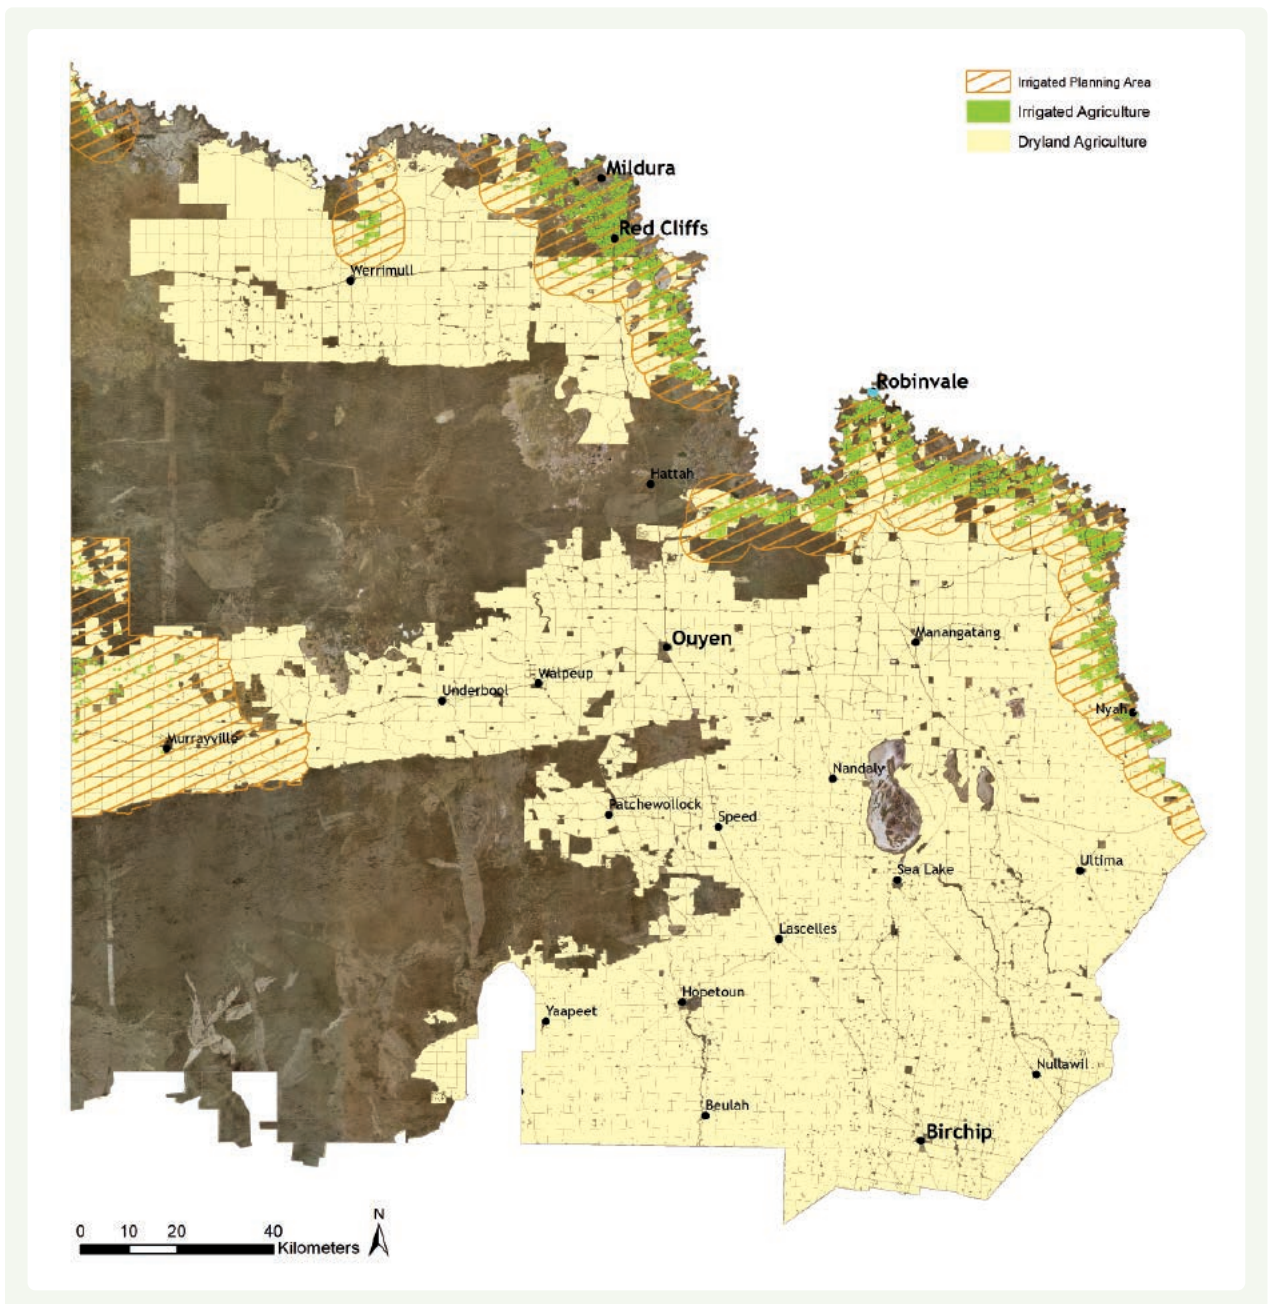 Irrigated Planning Area
Irrigated Agriculture
Dryland Agriculture
Mildura
Red Cliffs
Werrimull
Robinvale
Hattah
Ouyen
Manangatang
Walpeup
Underbool
Nyah
Murrayville
Nandaly
Patchewollock
Speed
Ultima
Sea Lake
Lascelles
Hopetoun
Yaapeet
Nullawil
Beulah
Birchip
N
0 10 20 40
Kilometers